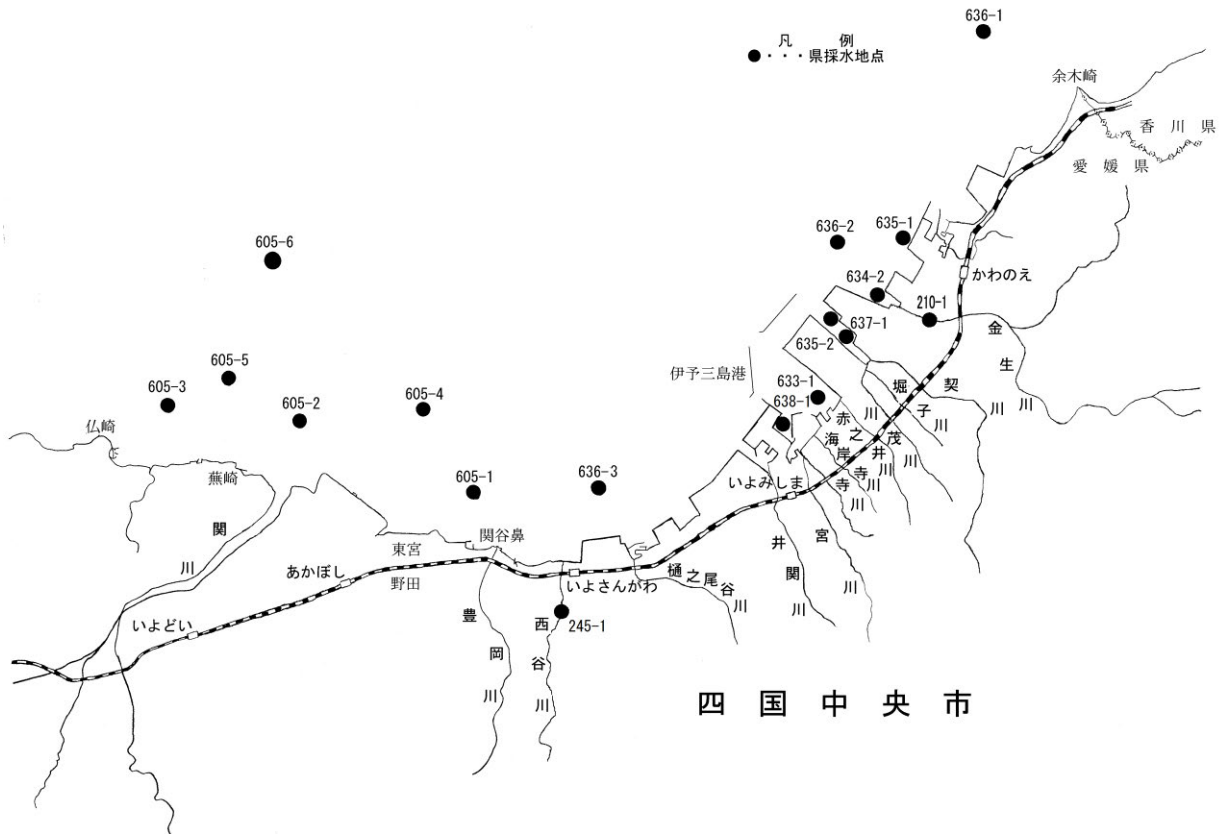 636-1
凡 例
●・・・県採水地点
余木崎
香川県
愛媛県
636-2
635-1
605-6
かわのえ
634-2
210-1
金生川
637-1
635-2
605-5
605-3
605-4
605-2
伊予三島港
633-1
638-1
堀川
契川
子川
赤之井川
茂川
海岸寺川
寺川
仏崎
蕪崎
605-1
636-3
いよみしま
関川
関谷鼻
東宮
野田
あかぼし
いよさんがわ
樋之尾谷川
井関川
宮川
いよどい
245-1
豊岡川
西谷川
四国中央市